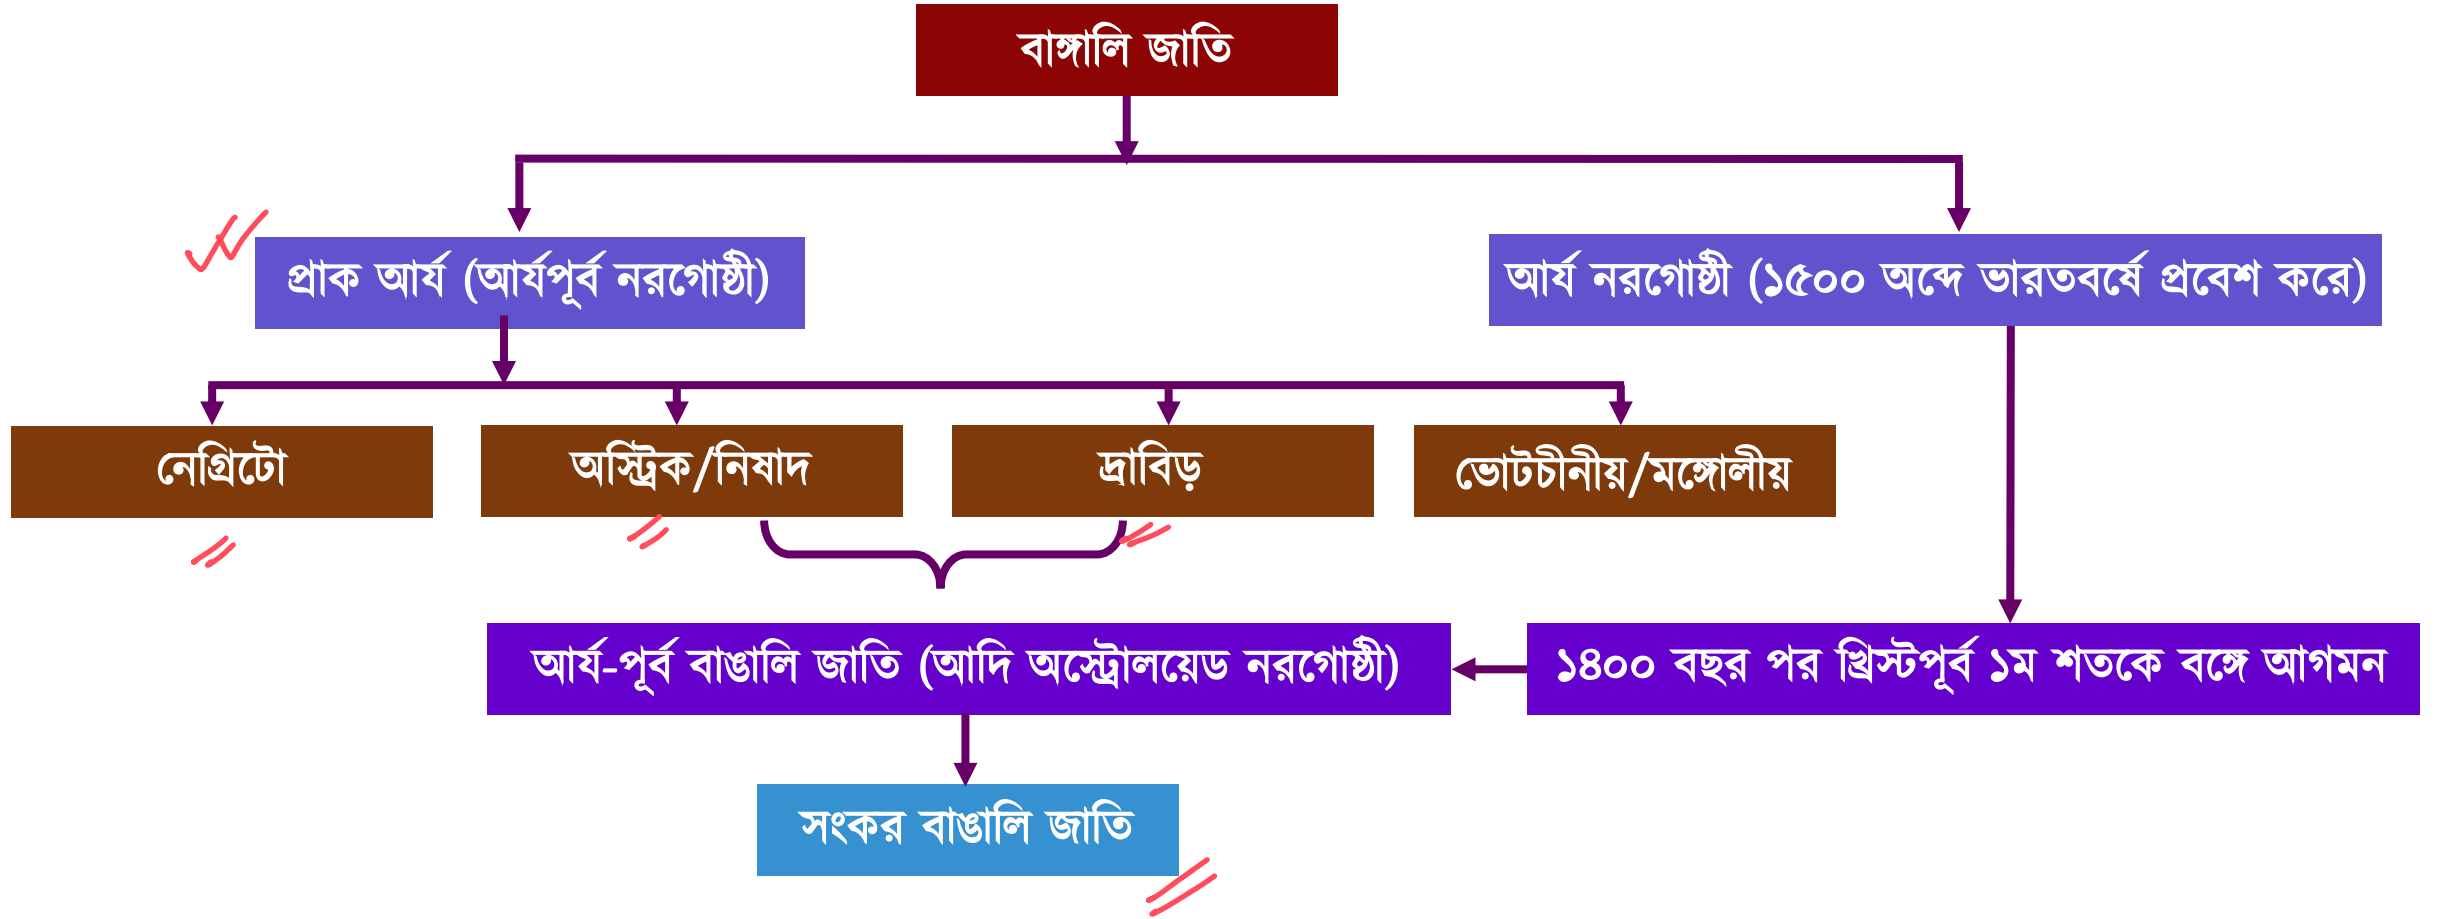 বাঙ্গালি জাতি
প্রাক আর্য (আর্যপূর্ব নরগোষ্ঠী)
আর্য নরগোষ্ঠী (১৫০০ অব্দে ভারতবর্ষে প্রবেশ করে)
নেগ্রিটো
অস্ট্রিক/নিষাদ
দ্রাবিড়
ভোটচীনীয়/মঙ্গোলীয়
আর্য-পূর্ব বাঙালি জাতি (আদি অস্ট্রোলয়েড নরগোষ্ঠী)
১৪০০ বছর পর খ্রিস্টপূর্ব ১ম শতকে বঙ্গে আগমন
সংকর বাঙালি জাতি